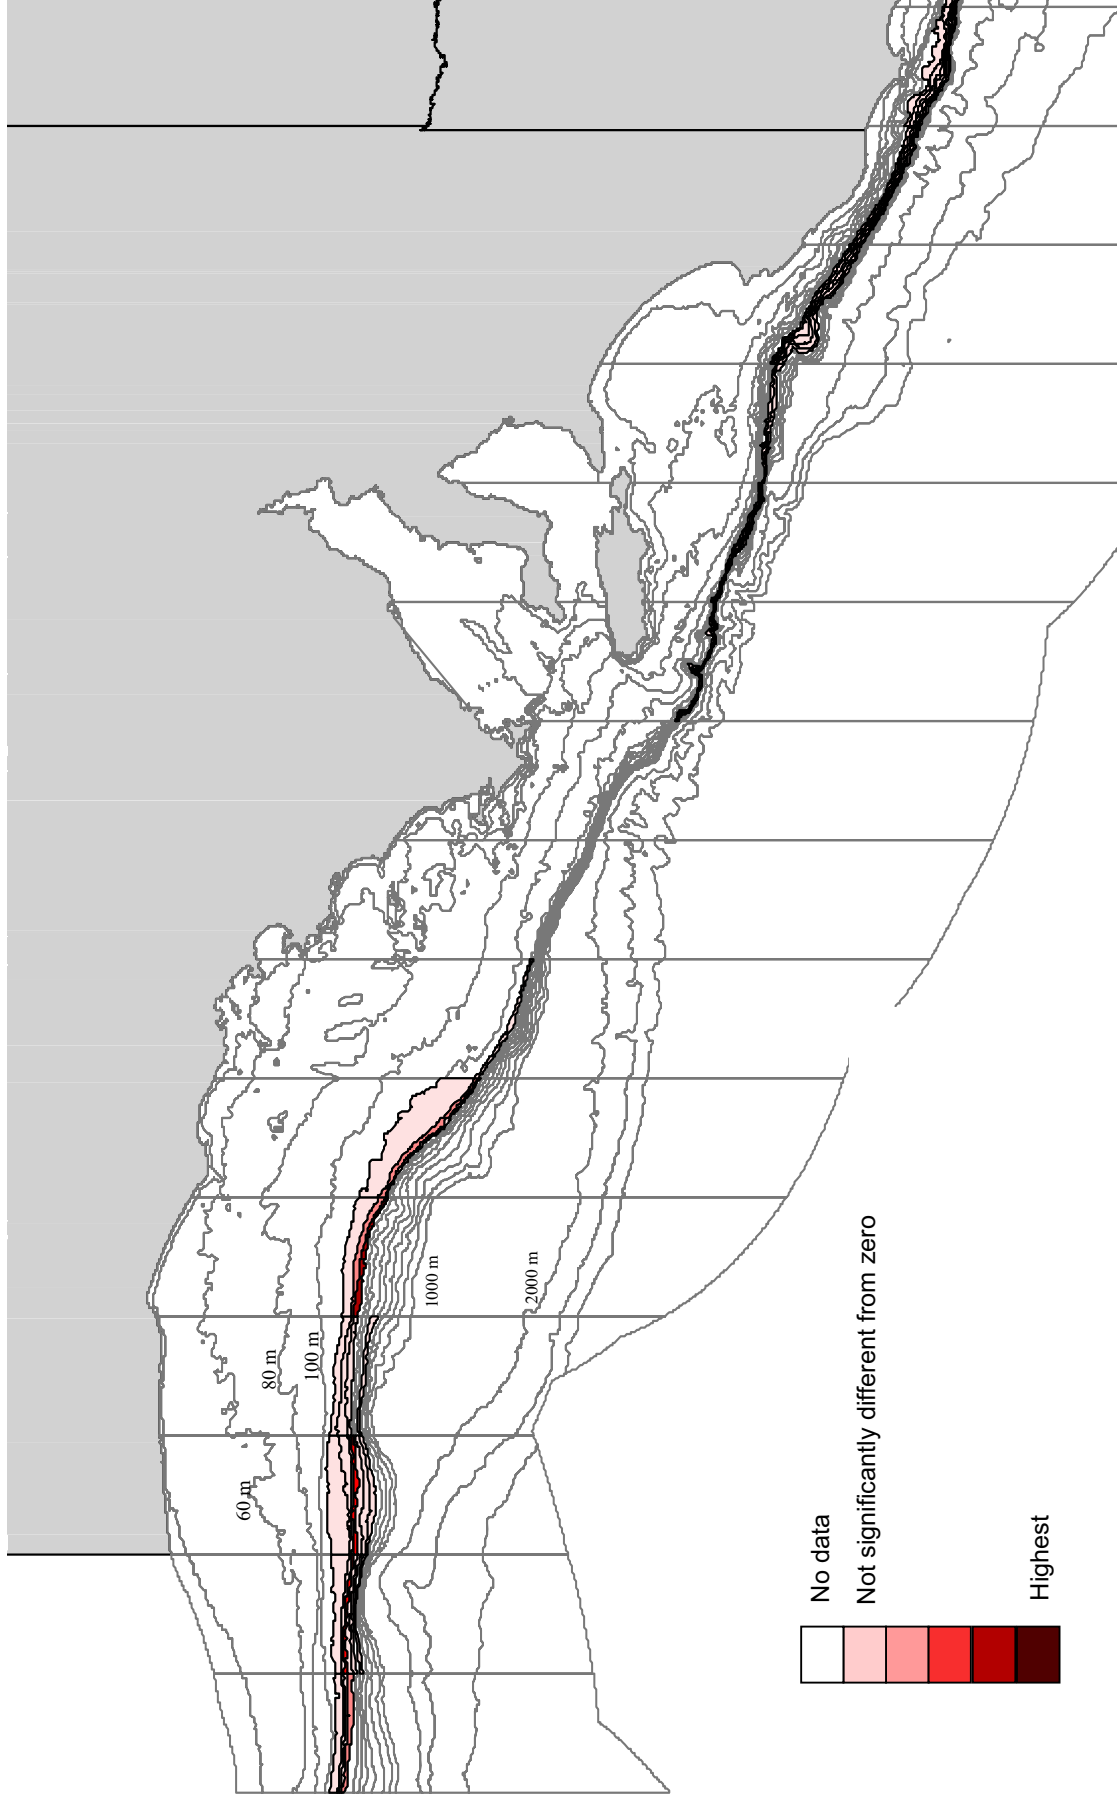 60 m
80 m
100 m
1000 m
2000 m
No data
Not significantly different from zero
Highest